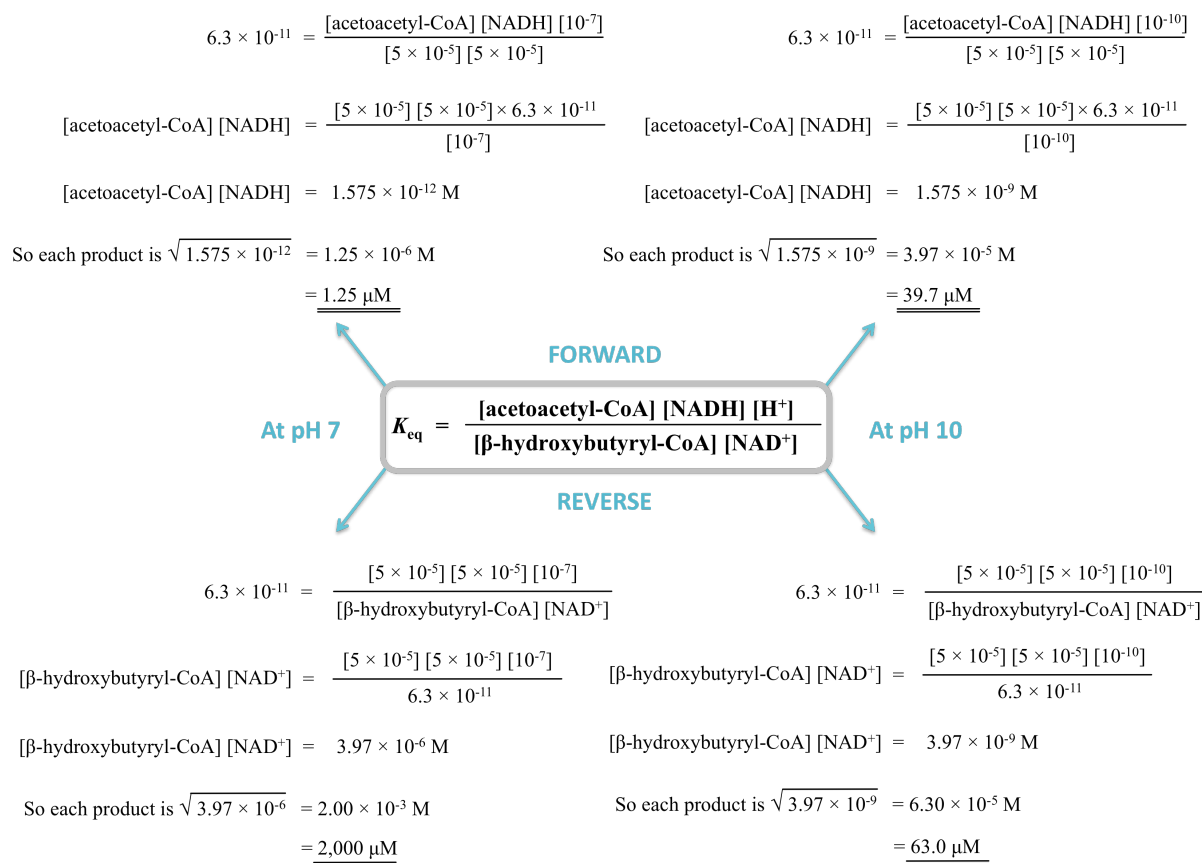 6.3 × 10⁻¹¹ = [acetoacetyl-CoA] [NADH] [10⁻⁷] / [5 × 10⁻⁵] [5 × 10⁻⁵]
[acetoacetyl-CoA] [NADH] = [5 × 10⁻⁵] [5 × 10⁻⁵] × 6.3 × 10⁻¹¹ / [10⁻⁷]
[acetoacetyl-CoA] [NADH] = 1.575 × 10⁻¹² M
So each product is √1.575 × 10⁻¹² = 1.25 × 10⁻⁶ M
= 1.25 μM
6.3 × 10⁻¹¹ = [acetoacetyl-CoA] [NADH] [10⁻¹⁰] / [5 × 10⁻⁵] [5 × 10⁻⁵]
[acetoacetyl-CoA] [NADH] = [5 × 10⁻⁵] [5 × 10⁻⁵] × 6.3 × 10⁻¹¹ / [10⁻¹⁰]
[acetoacetyl-CoA] [NADH] = 1.575 × 10⁻⁹ M
So each product is √1.575 × 10⁻⁹ = 3.97 × 10⁻⁵ M
= 39.7 μM
FORWARD
At pH 7
Keq = [acetoacetyl-CoA] [NADH] [H⁺] / [β-hydroxybutyryl-CoA] [NAD⁺]
At pH 10
REVERSE
6.3 × 10⁻¹¹ = [5 × 10⁻⁵] [5 × 10⁻⁵] [10⁻⁷] / [β-hydroxybutyryl-CoA] [NAD⁺]
[β-hydroxybutyryl-CoA] [NAD⁺] = [5 × 10⁻⁵] [5 × 10⁻⁵] [10⁻⁷] / 6.3 × 10⁻¹¹
[β-hydroxybutyryl-CoA] [NAD⁺] = 3.97 × 10⁻⁶ M
So each product is √3.97 × 10⁻⁶ = 2.00 × 10⁻³ M
= 2,000 μM
6.3 × 10⁻¹¹ = [5 × 10⁻⁵] [5 × 10⁻⁵] [10⁻¹⁰] / [β-hydroxybutyryl-CoA] [NAD⁺]
[β-hydroxybutyryl-CoA] [NAD⁺] = [5 × 10⁻⁵] [5 × 10⁻⁵] [10⁻¹⁰] / 6.3 × 10⁻¹¹
[β-hydroxybutyryl-CoA] [NAD⁺] = 3.97 × 10⁻⁹ M
So each product is √3.97 × 10⁻⁹ = 6.30 × 10⁻⁵ M
= 63.0 μM